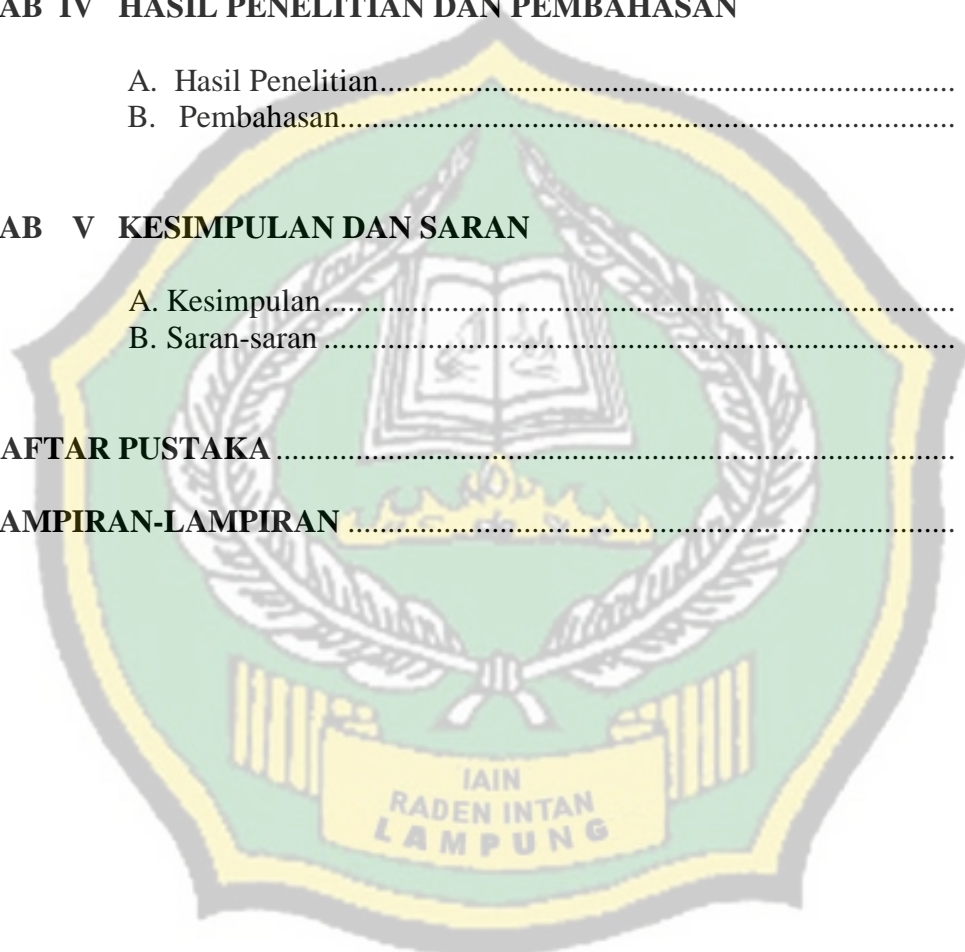 AB IV HASIL PENELITIAN DAN PEMBAHASAN
A. Hasil Penelitian........................................................................
B. Pembahasan.............................................................................
AB V KESIMPULAN DAN SARAN
A. Kesimpulan...............................................................................
B. Saran-saran ...............................................................................
AFTAR PUSTAKA.....................................................................................
AMPIRAN-LAMPIRAN ............................................................................
IAIN
RADEN INTAN
LAMPUNG